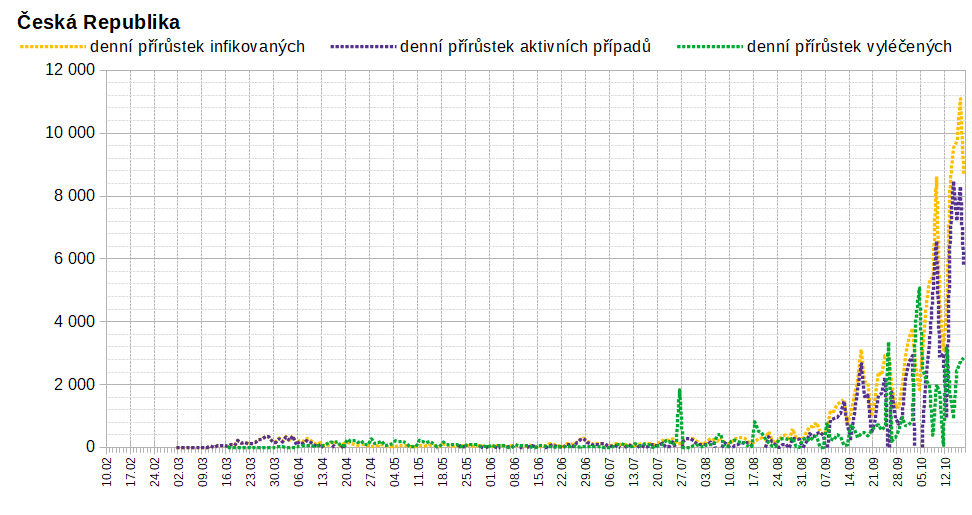 Česká Republika
denní přírůstek infikovaných denní přírůstek aktivních případů denní přírůstek vyléčených
12 000
10 000
8 000
6 000
4 000
2 000
0
10.02 17.02 24.02 02.03 09.03 16.03 23.03 30.03 06.04 13.04 20.04 27.04 04.05 11.05 18.05 25.05 01.06 08.06 15.06 22.06 29.06 06.07 13.07 20.07 27.07 03.08 10.08 17.08 24.08 31.08 07.09 14.09 21.09 28.09 05.10 12.10